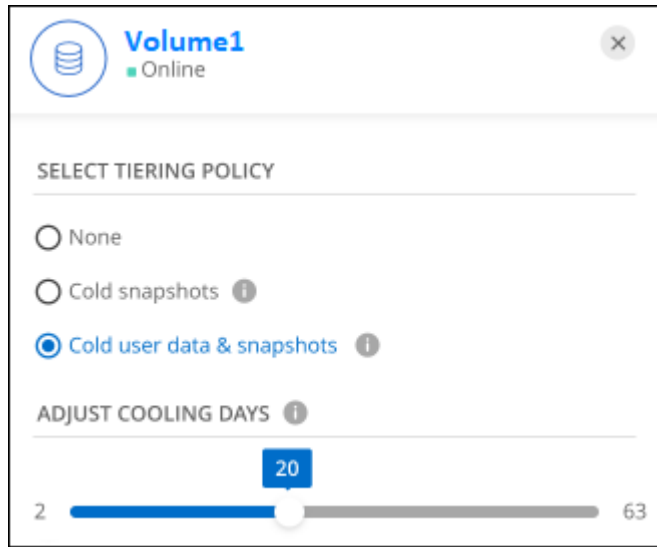 Volume1
Online
SELECT TIERING POLICY
None
Cold snapshots
Cold user data & snapshots
ADJUST COOLING DAYS
20
2 63